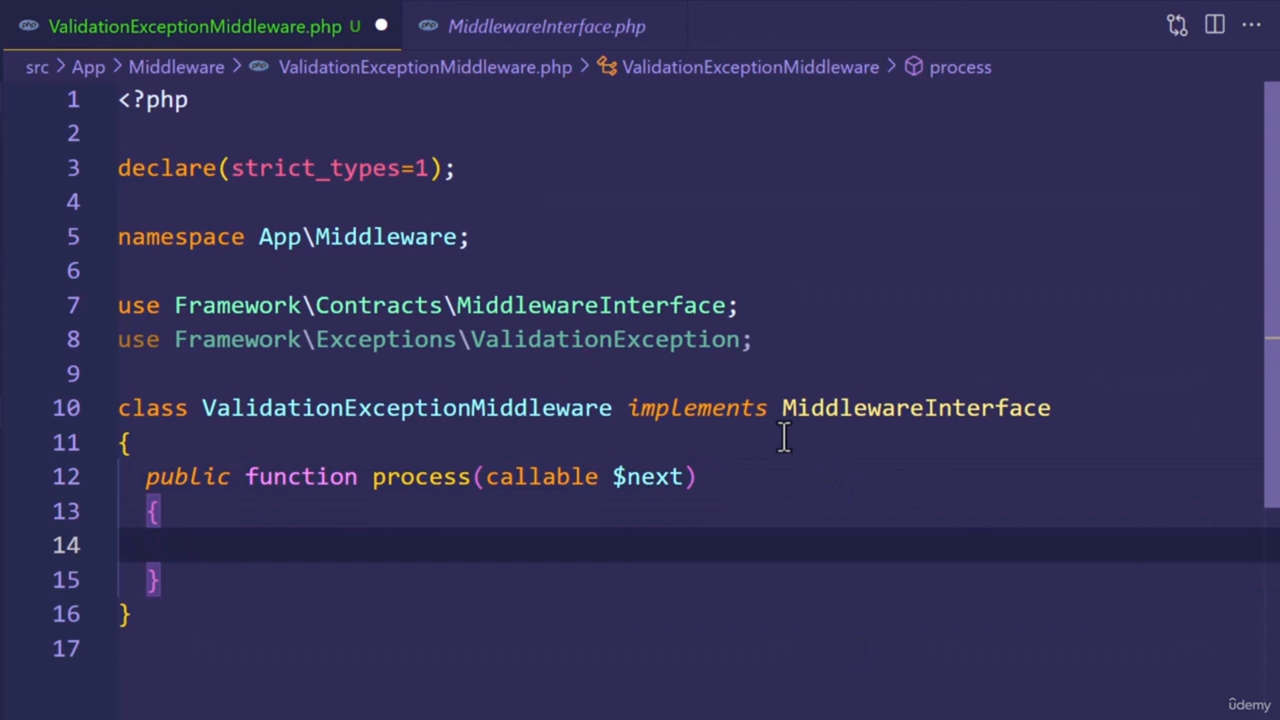 ValidationExceptionMiddleware.php U
MiddlewareInterface.php
src > App > Middleware > ValidationExceptionMiddleware.php > ValidationExceptionMiddleware > process
1 <?php
2
3 declare(strict_types=1);
4
5 namespace App\Middleware;
6
7 use Framework\Contracts\MiddlewareInterface;
8 use Framework\Exceptions\ValidationException;
9
10 class ValidationExceptionMiddleware implements MiddlewareInterface
11 {
12 public function process(callable $next)
13 {
14
15 }
16 }
17
ûdemy